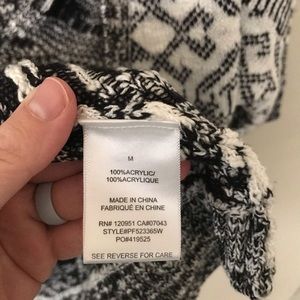 M
100%ACRYLIC/
100%ACRYLIQUE
MADE IN CHINA
FABRIQUÉ EN CHINE
RN# 120951 CA#07043
STYLE#PF523365W
PO#419525
SEE REVERSE FOR CARE